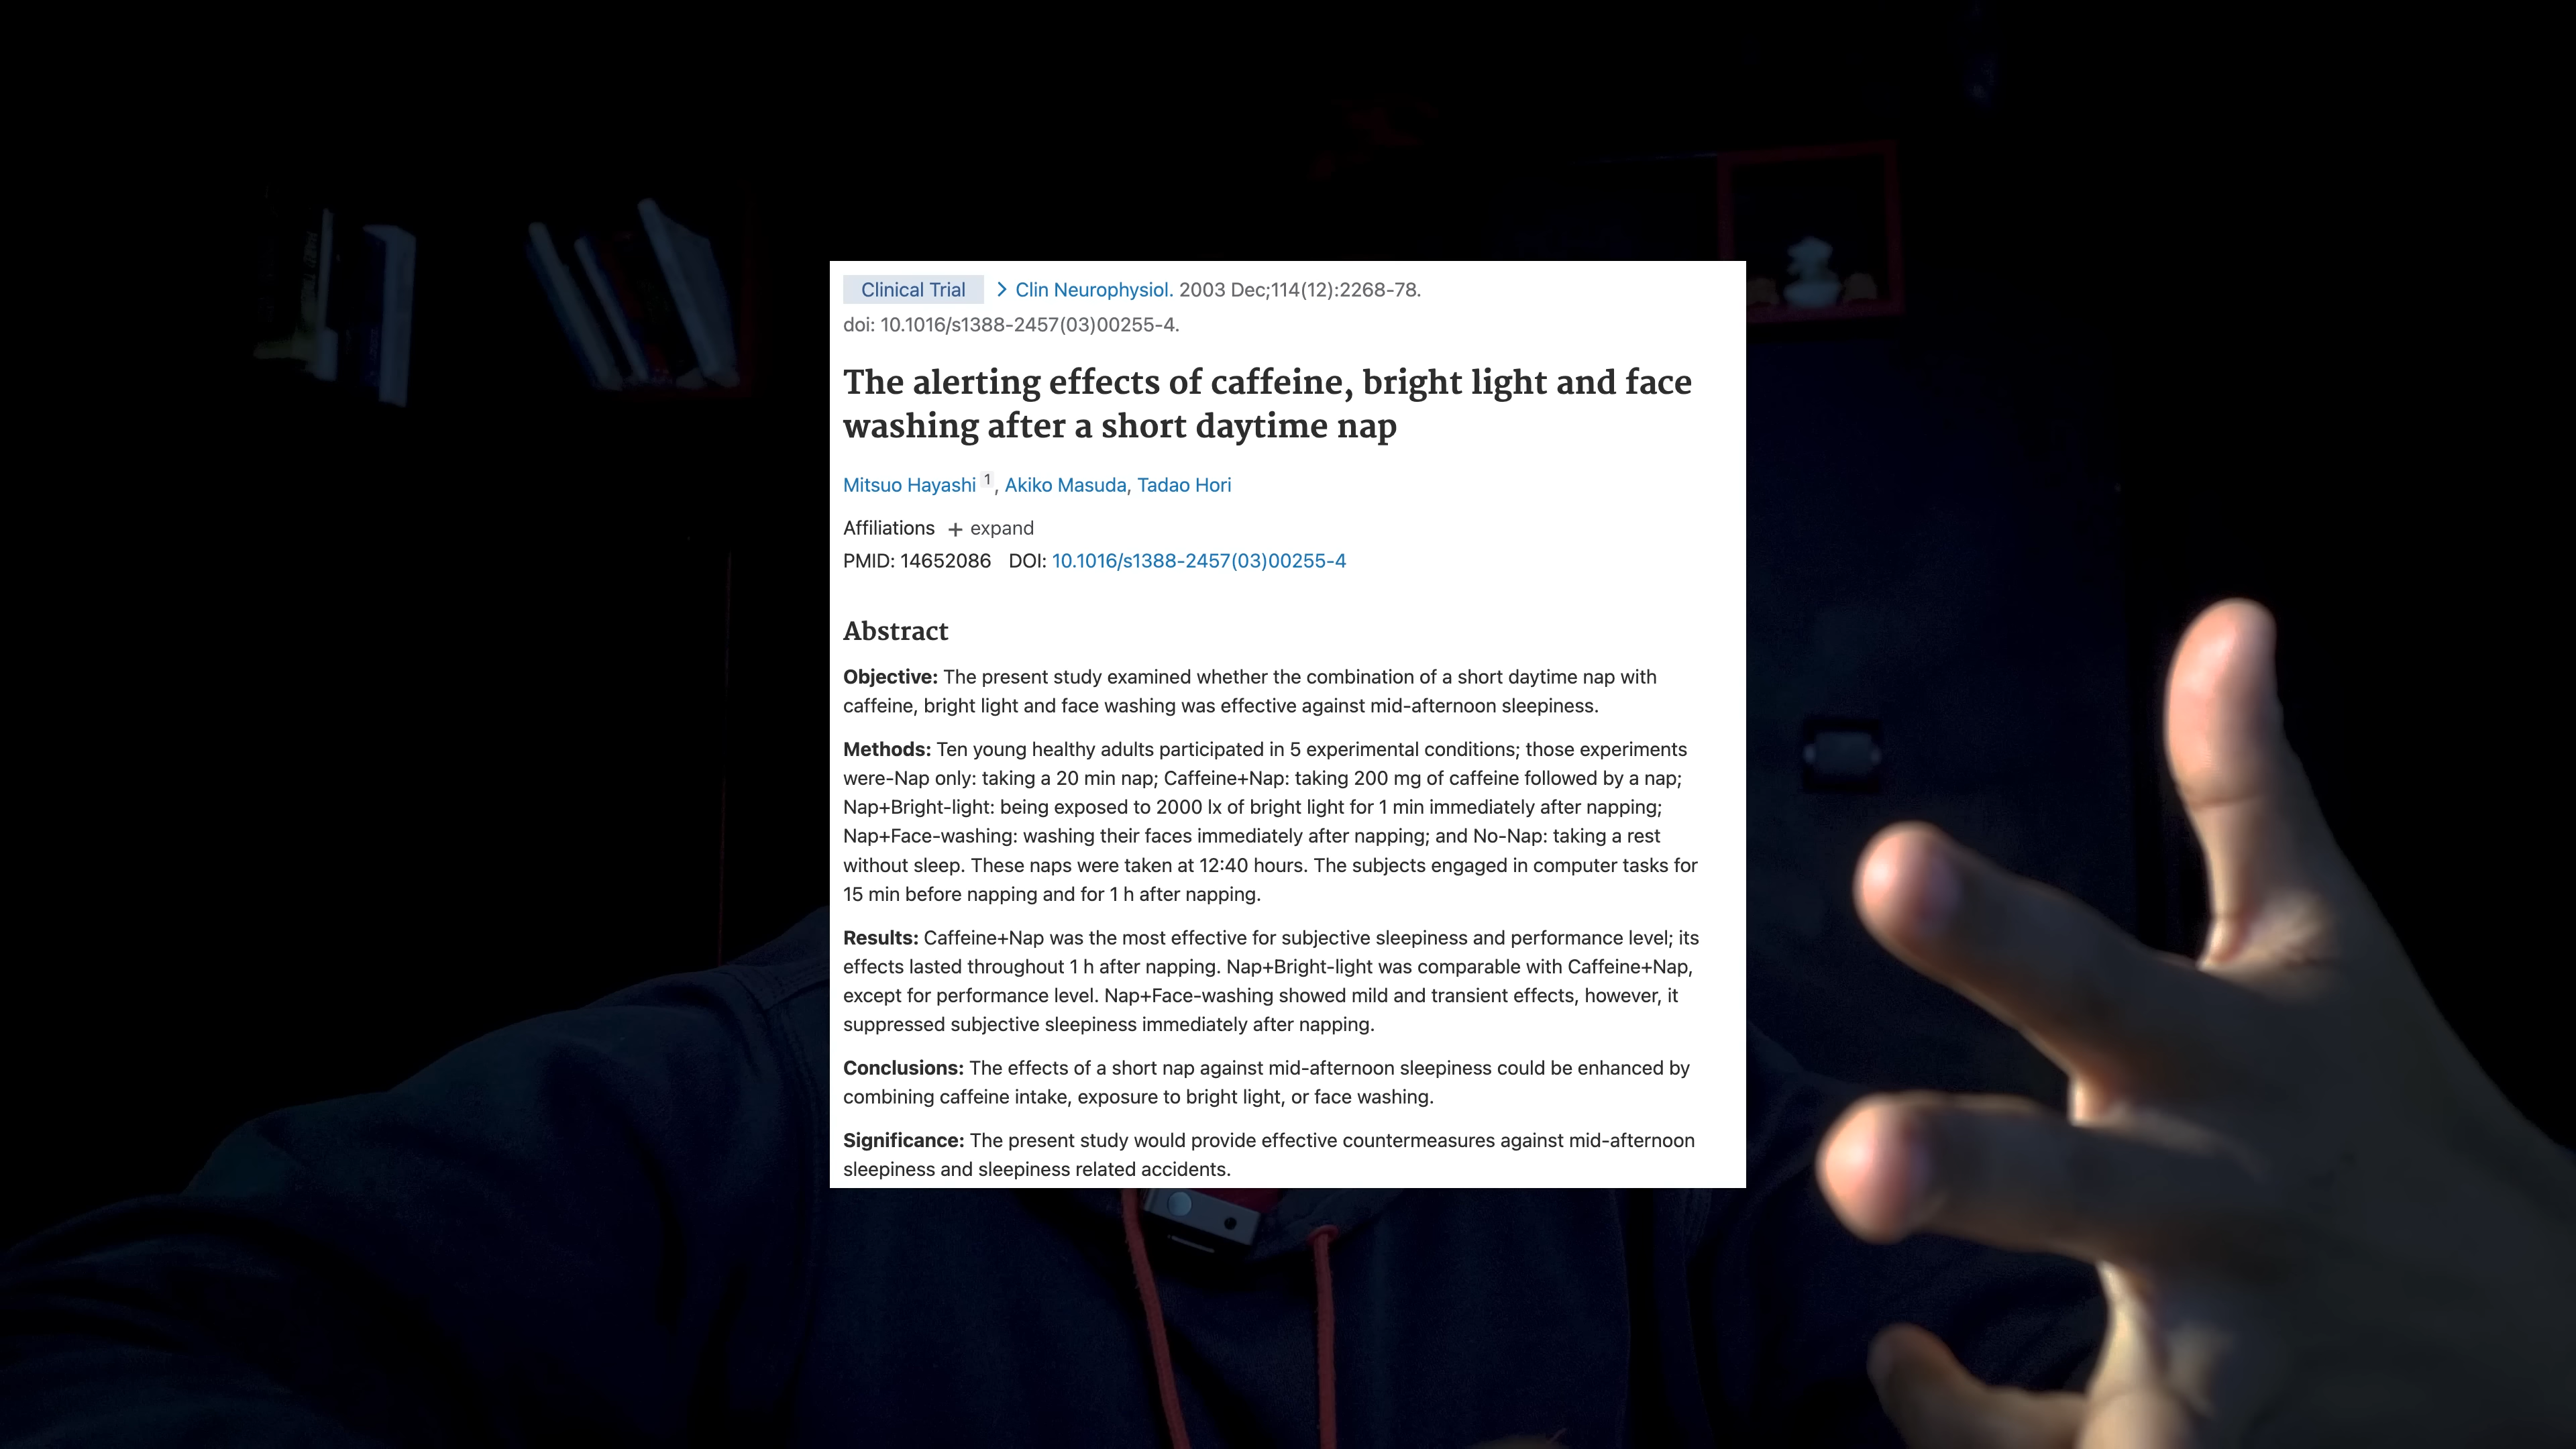 Clinical Trial > Clin Neurophysiol. 2003 Dec;114(12):2268-78.
doi: 10.1016/s1388-2457(03)00255-4.
The alerting effects of caffeine, bright light and face
washing after a short daytime nap
Mitsuo Hayashi 1, Akiko Masuda, Tadao Hori
Affiliations + expand
PMID: 14652086 DOI: 10.1016/s1388-2457(03)00255-4
Abstract
Objective: The present study examined whether the combination of a short daytime nap with
caffeine, bright light and face washing was effective against mid-afternoon sleepiness.
Methods: Ten young healthy adults participated in 5 experimental conditions; those experiments
were-Nap only: taking a 20 min nap; Caffeine+Nap: taking 200 mg of caffeine followed by a nap;
Nap+Bright-light: being exposed to 2000 lx of bright light for 1 min immediately after napping;
Nap+Face-washing: washing their faces immediately after napping; and No-Nap: taking a rest
without sleep. These naps were taken at 12:40 hours. The subjects engaged in computer tasks for
15 min before napping and for 1 h after napping.
Results: Caffeine+Nap was the most effective for subjective sleepiness and performance level; its
effects lasted throughout 1 h after napping. Nap+Bright-light was comparable with Caffeine+Nap,
except for performance level. Nap+Face-washing showed mild and transient effects, however, it
suppressed subjective sleepiness immediately after napping.
Conclusions: The effects of a short nap against mid-afternoon sleepiness could be enhanced by
combining caffeine intake, exposure to bright light, or face washing.
Significance: The present study would provide effective countermeasures against mid-afternoon
sleepiness and sleepiness related accidents.